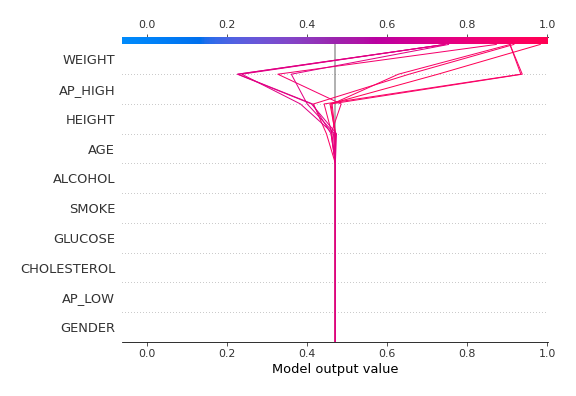 0.0 0.2 0.4 0.6 0.8 1.0
WEIGHT
AP_HIGH
HEIGHT
AGE
ALCOHOL
SMOKE
GLUCOSE
CHOLESTEROL
AP_LOW
GENDER
0.0 0.2 0.4 0.6 0.8 1.0
Model output value